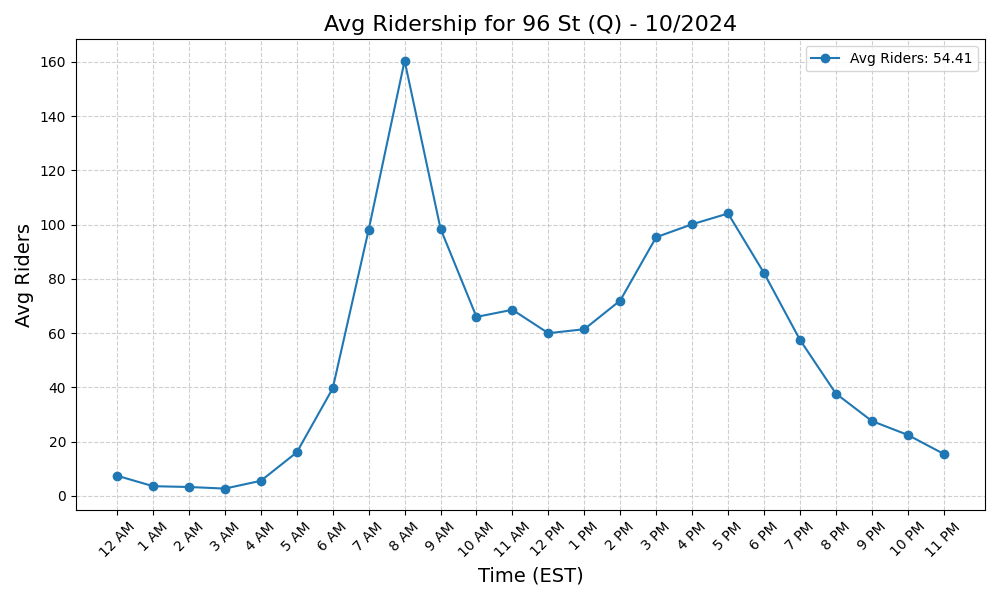 Avg Ridership for 96 St (Q) - 10/2024
Avg Riders: 54.41
Avg Riders
160
140
120
100
80
60
40
20
0
12 AM
1 AM
2 AM
3 AM
4 AM
5 AM
6 AM
7 AM
8 AM
9 AM
10 AM
11 AM
12 PM
1 PM
2 PM
3 PM
4 PM
5 PM
6 PM
7 PM
8 PM
9 PM
10 PM
11 PM
Time (EST)